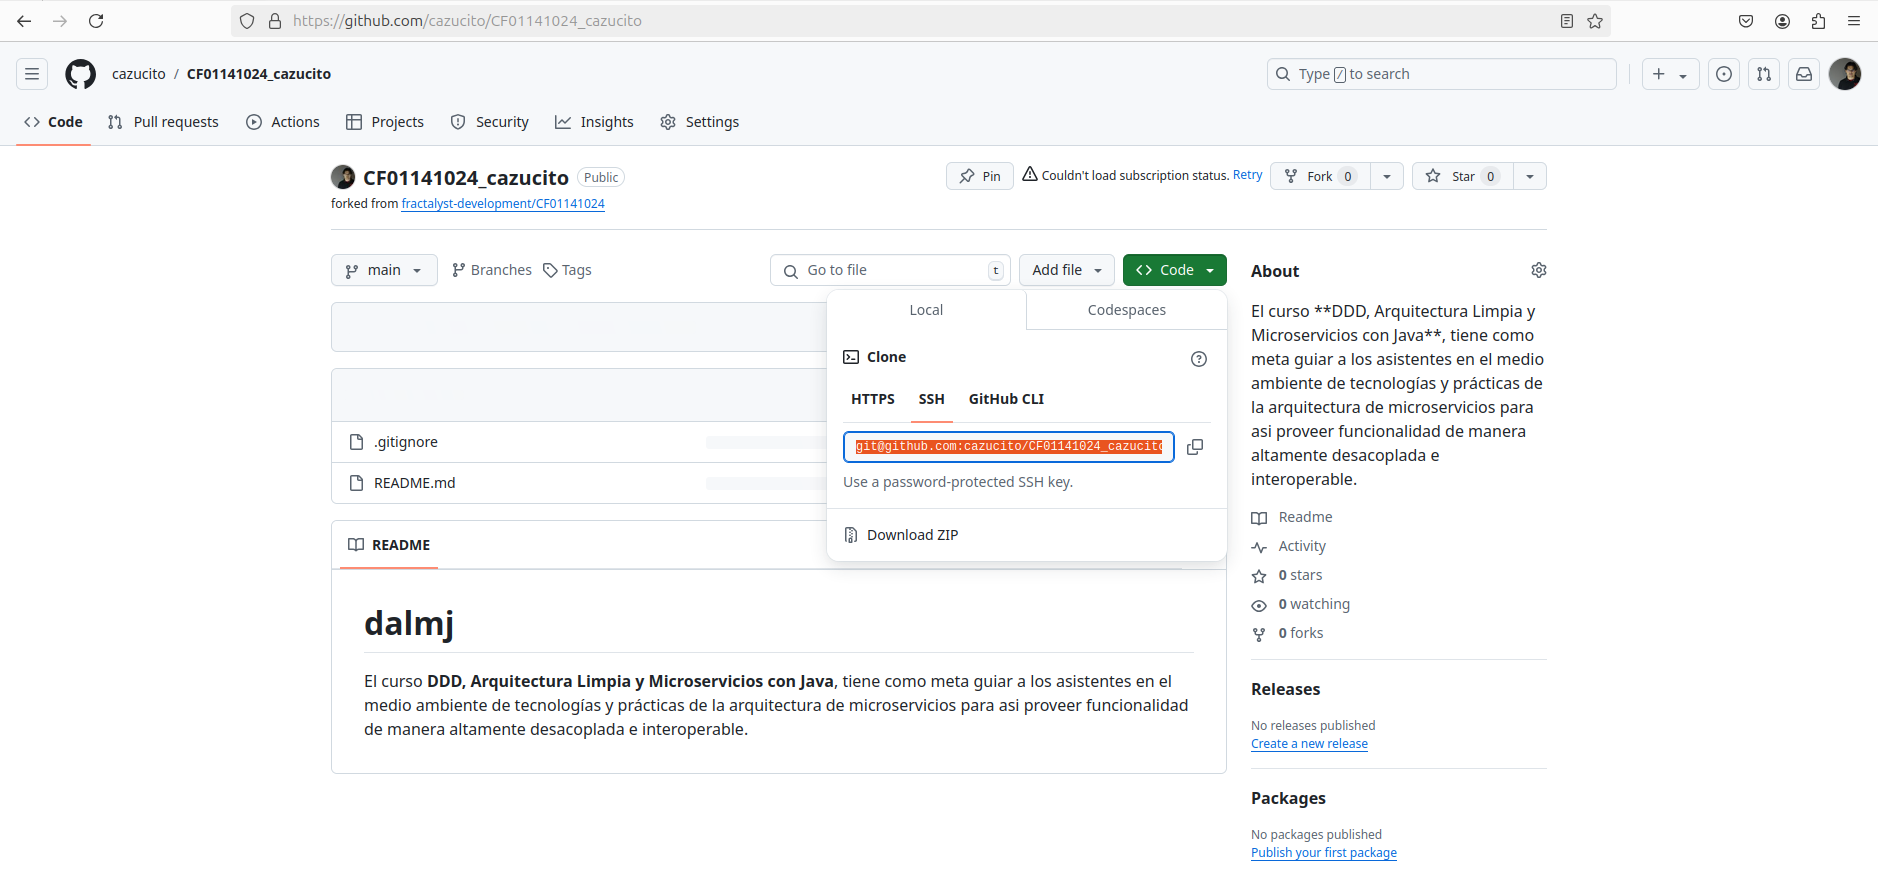 https://github.com/cazucito/CF01141024_cazucito
cazucito / CF01141024_cazucito
Type / to search
Code Pull requests Actions Projects Security Insights Settings
CF01141024_cazucito Public
Pin Couldn't load subscription status. Retry Fork 0 Star 0
forked from fractalyst-development/CF01141024
main Branches Tags Go to file t Add file Code
Local Codespaces
Clone
HTTPS SSH GitHub CLI
git@github.com:cazucito/CF01141024_cazucito
Use a password-protected SSH key.
Download ZIP
.gitignore
README.md
README
dalmj
El curso DDD, Arquitectura Limpia y Microservicios con Java, tiene como meta guiar a los asistentes en el
medio ambiente de tecnologías y prácticas de la arquitectura de microservicios para asi proveer funcionalidad
de manera altamente desacoplada e interoperable.
About
El curso **DDD, Arquitectura Limpia y
Microservicios con Java**, tiene como
meta guiar a los asistentes en el medio
ambiente de tecnologías y prácticas de
la arquitectura de microservicios para
asi proveer funcionalidad de manera
altamente desacoplada e
interoperable.
Readme
Activity
0 stars
0 watching
0 forks
Releases
No releases published
Create a new release
Packages
No packages published
Publish your first package